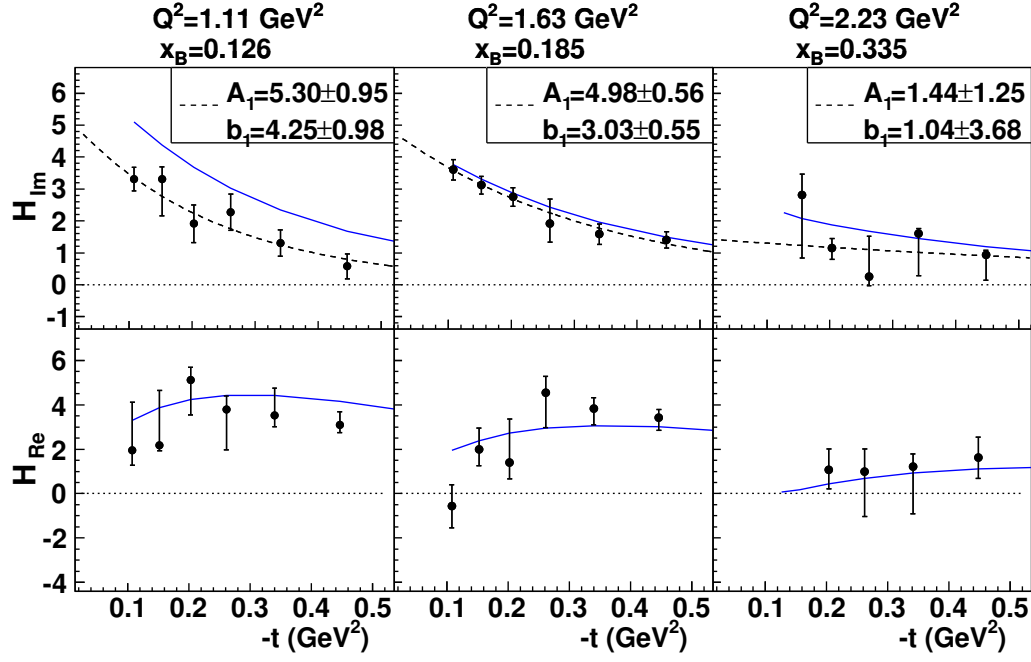 Q²=1.11 GeV² Q²=1.63 GeV² Q²=2.23 GeV²
x_B=0.126 x_B=0.185 x_B=0.335
A₁=5.30±0.95 A₁=4.98±0.56 A₁=1.44±1.25
b₁=4.25±0.98 b₁=3.03±0.55 b₁=1.04±3.68
H_Im
6
5
4
3
2
1
0
-1
H_Re
6
4
2
0
-2
-4
0.1 0.2 0.3 0.4 0.5 0.1 0.2 0.3 0.4 0.5 0.1 0.2 0.3 0.4 0.5
-t (GeV²) -t (GeV²) -t (GeV²)